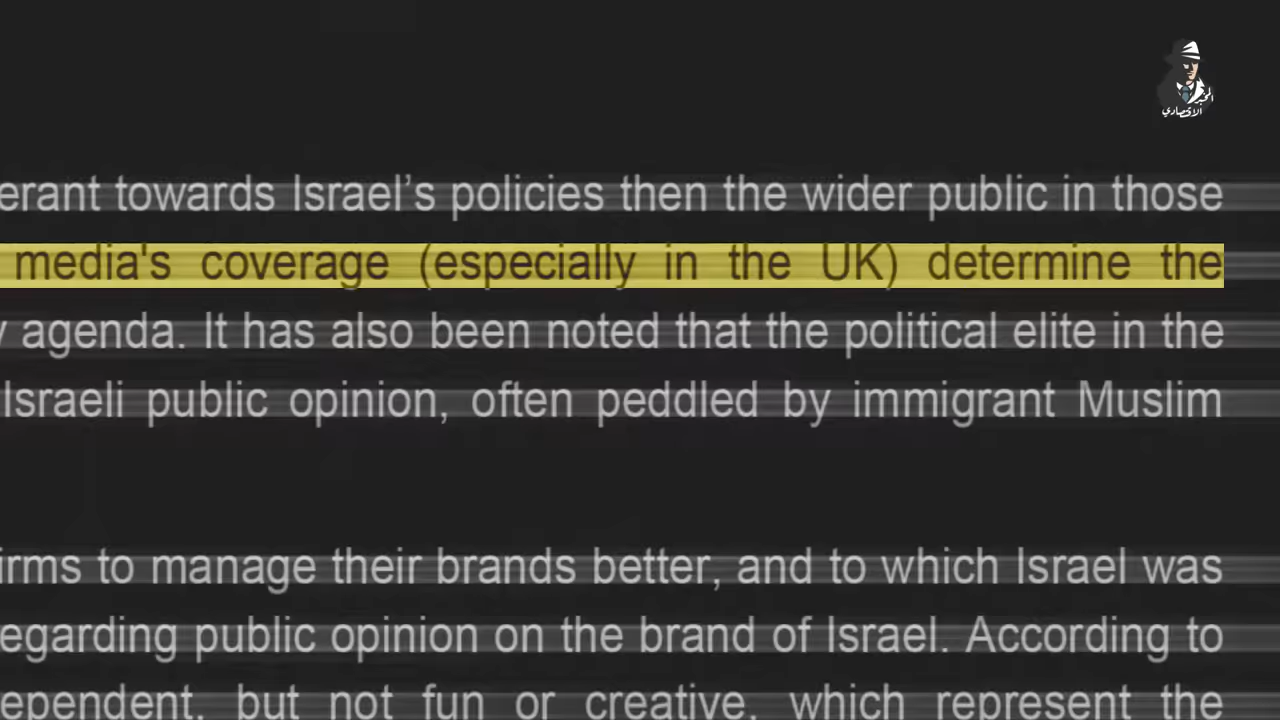 المخبر
الاقتصادي
erant towards Israel’s policies then the wider public in those
media's coverage (especially in the UK) determine the
agenda. It has also been noted that the political elite in the
Israeli public opinion, often peddled by immigrant Muslim
irms to manage their brands better, and to which Israel was
egarding public opinion on the brand of Israel. According to
ependent, but not fun or creative, which represent the